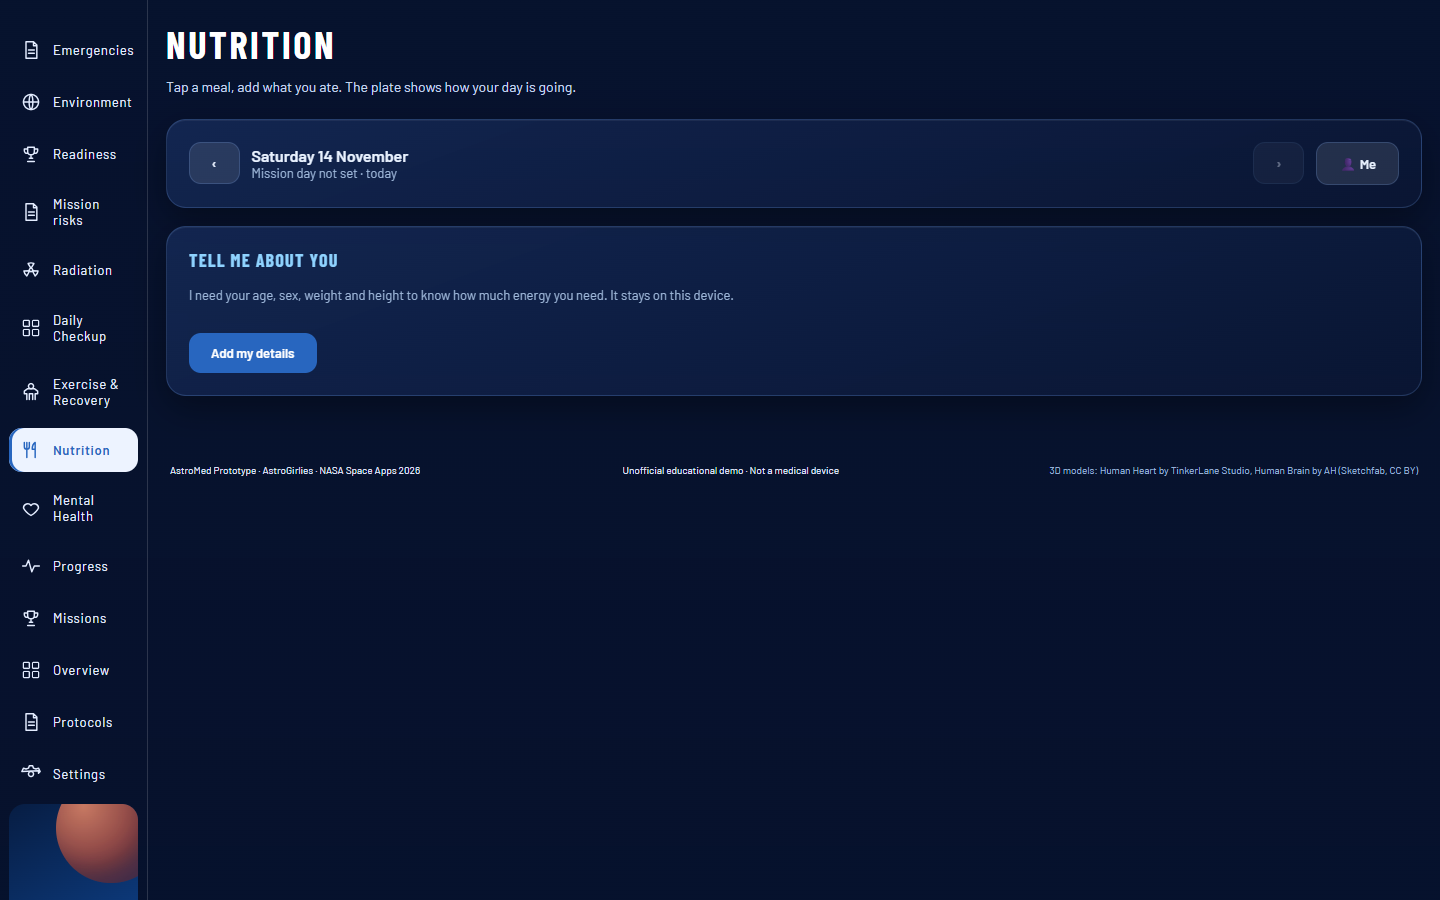 Emergencies
Environment
Readiness
Mission
risks
Radiation
Daily
Checkup
Exercise &
Recovery
Nutrition
Mental
Health
Progress
Missions
Overview
Protocols
Settings
NUTRITION
Tap a meal, add what you ate. The plate shows how your day is going.
‹
Saturday 14 November
Mission day not set · today
›
Me
TELL ME ABOUT YOU
I need your age, sex, weight and height to know how much energy you need. It stays on this device.
Add my details
AstroMed Prototype · AstroGirlies · NASA Space Apps 2026
Unofficial educational demo · Not a medical device
3D models: Human Heart by TinkerLane Studio, Human Brain by AH (Sketchfab, CC BY)